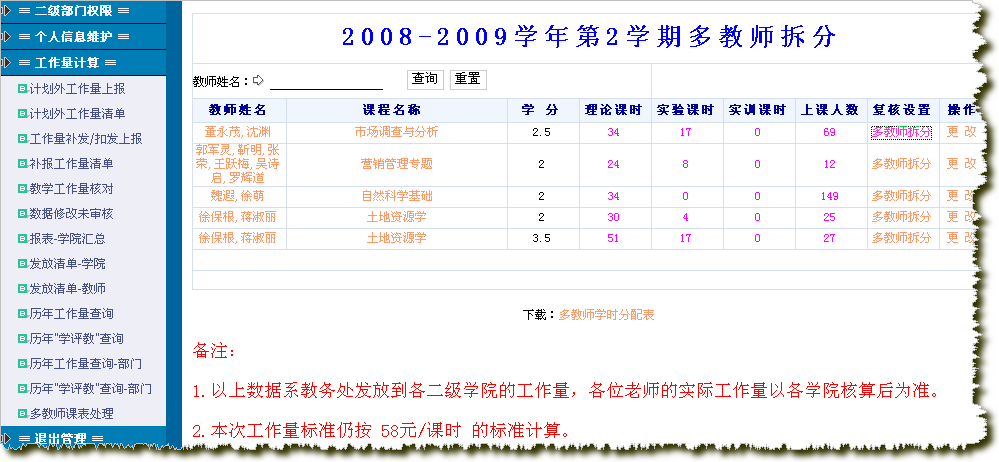 ═ 二级部门权限 ═
═ 个人信息维护 ═
═ 工作量计算 ═
计划外工作量上报
计划外工作量清单
工作量补发/扣发上报
补报工作量清单
教学工作量核对
数据修改未审核
报表-学院汇总
发放清单-学院
发放清单-教师
历年工作量查询
历年"学评教"查询
历年工作量查询-部门
历年"学评教"查询-部门
多教师课表处理
═ 退出管理 ═
2008-2009学年第2学期多教师拆分
教师姓名： 查询 重置
教师姓名 课程名称 学 分 理论课时 实验课时 实训课时 上课人数 复核设置 操作
董永茂, 沈渊 市场调查与分析 2.5 34 17 0 69 多教师拆分 更 改
郭军灵, 靳明, 张
荣, 王跃梅, 吴诗
启, 罗辉道 营销管理专题 2 24 8 0 12 多教师拆分 更 改
魏遐, 徐萌 自然科学基础 2 34 0 0 149 多教师拆分 更 改
徐保根, 蒋淑丽 土地资源学 2 30 4 0 25 多教师拆分 更 改
徐保根, 蒋淑丽 土地资源学 3.5 51 17 0 27 多教师拆分 更 改
下载：多教师学时分配表
备注：
1. 以上数据系教务处发放到各二级学院的工作量，各位老师的实际工作量以各学院核算后为准。
2. 本次工作量标准仍按 58元/课时 的标准计算。